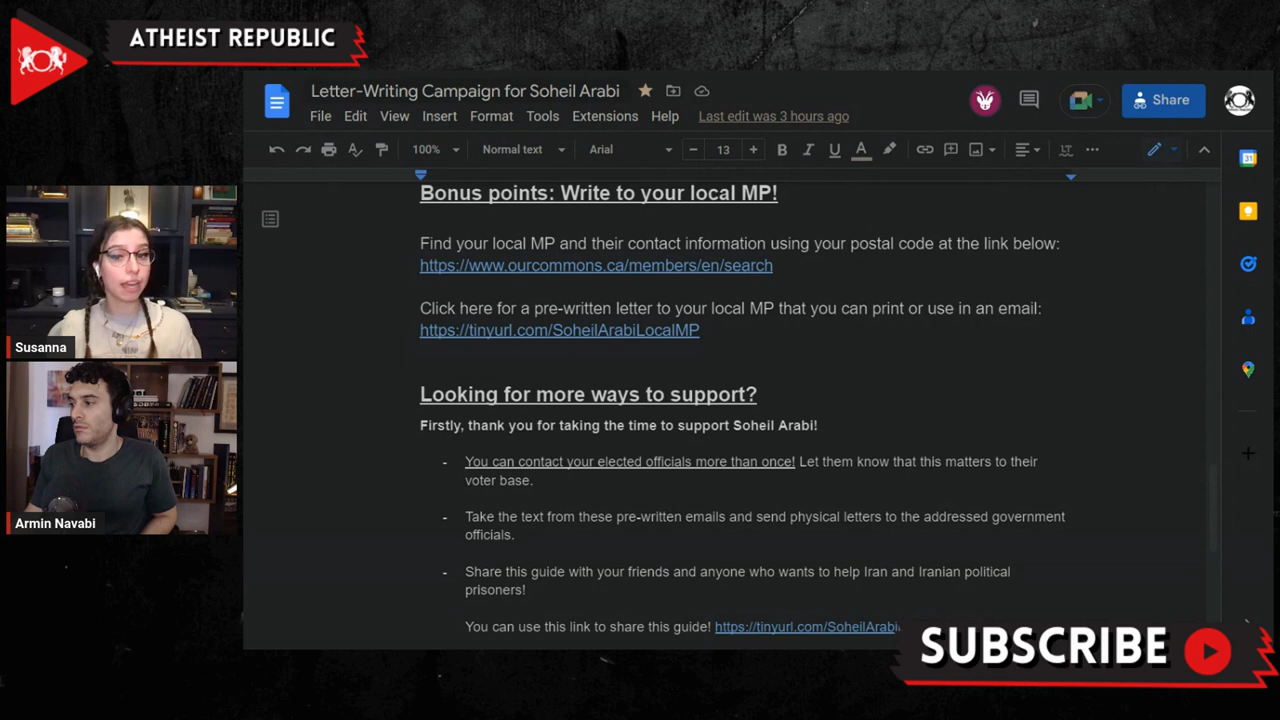 ATHEIST REPUBLIC
Letter-Writing Campaign for Soheil Arabi
Share
File Edit View Insert Format Tools Extensions Help Last edit was 3 hours ago
100% Normal text Arial 13 B I U A
31
Bonus points: Write to your local MP!
Find your local MP and their contact information using your postal code at the link below:
https://www.ourcommons.ca/members/en/search
Click here for a pre-written letter to your local MP that you can print or use in an email:
https://tinyurl.com/SoheilArabiLocalMP
Susanna
Looking for more ways to support?
Firstly, thank you for taking the time to support Soheil Arabi!
- You can contact your elected officials more than once! Let them know that this matters to their
voter base.
- Take the text from these pre-written emails and send physical letters to the addressed government
officials.
Armin Navabi
- Share this guide with your friends and anyone who wants to help Iran and Iranian political
prisoners!
You can use this link to share this guide! https://tinyurl.com/SoheilArabi
SUBSCRIBE